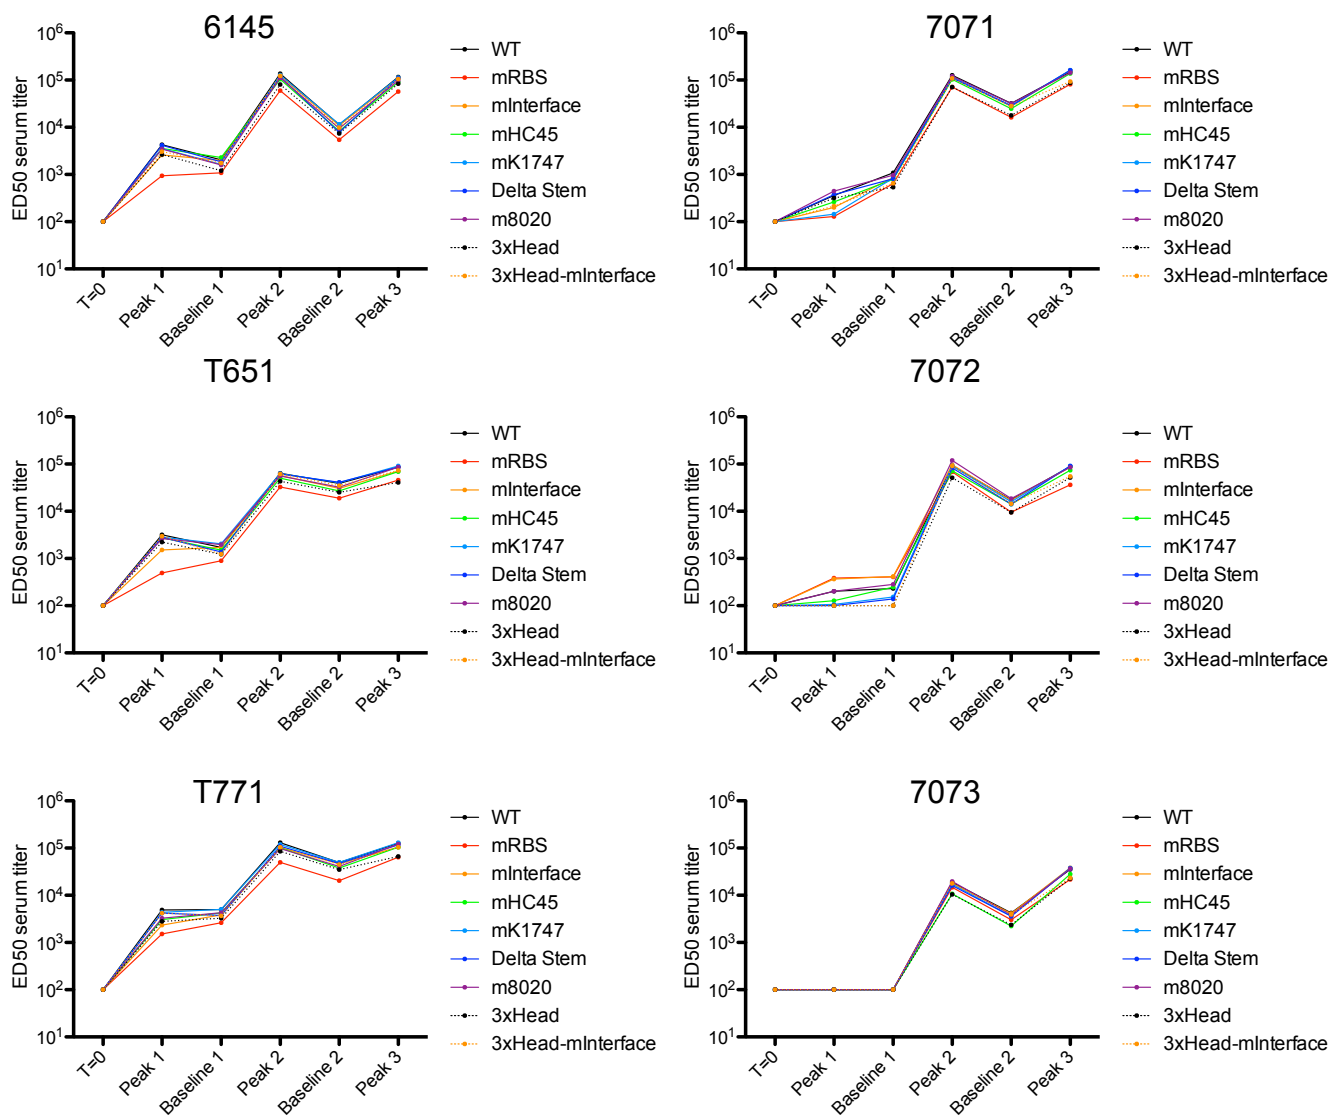 6145
10^6
10^5
10^4
10^3
10^2
10^1
ED50 serum titer
T=0
Peak 1
Baseline 1
Peak 2
Baseline 2
Peak 3
WT
mRBS
mInterface
mHC45
mK1747
Delta Stem
m8020
3xHead
3xHead-mInterface
7071
10^6
10^5
10^4
10^3
10^2
10^1
ED50 serum titer
T=0
Peak 1
Baseline 1
Peak 2
Baseline 2
Peak 3
WT
mRBS
mInterface
mHC45
mK1747
Delta Stem
m8020
3xHead
3xHead-mInterface
T651
10^6
10^5
10^4
10^3
10^2
10^1
ED50 serum titer
T=0
Peak 1
Baseline 1
Peak 2
Baseline 2
Peak 3
WT
mRBS
mInterface
mHC45
mK1747
Delta Stem
m8020
3xHead
3xHead-mInterface
7072
10^6
10^5
10^4
10^3
10^2
10^1
ED50 serum titer
T=0
Peak 1
Baseline 1
Peak 2
Baseline 2
Peak 3
WT
mRBS
mInterface
mHC45
mK1747
Delta Stem
m8020
3xHead
3xHead-mInterface
T771
10^6
10^5
10^4
10^3
10^2
10^1
ED50 serum titer
T=0
Peak 1
Baseline 1
Peak 2
Baseline 2
Peak 3
WT
mRBS
mInterface
mHC45
mK1747
Delta Stem
m8020
3xHead
3xHead-mInterface
7073
10^6
10^5
10^4
10^3
10^2
10^1
ED50 serum titer
T=0
Peak 1
Baseline 1
Peak 2
Baseline 2
Peak 3
WT
mRBS
mInterface
mHC45
mK1747
Delta Stem
m8020
3xHead
3xHead-mInterface